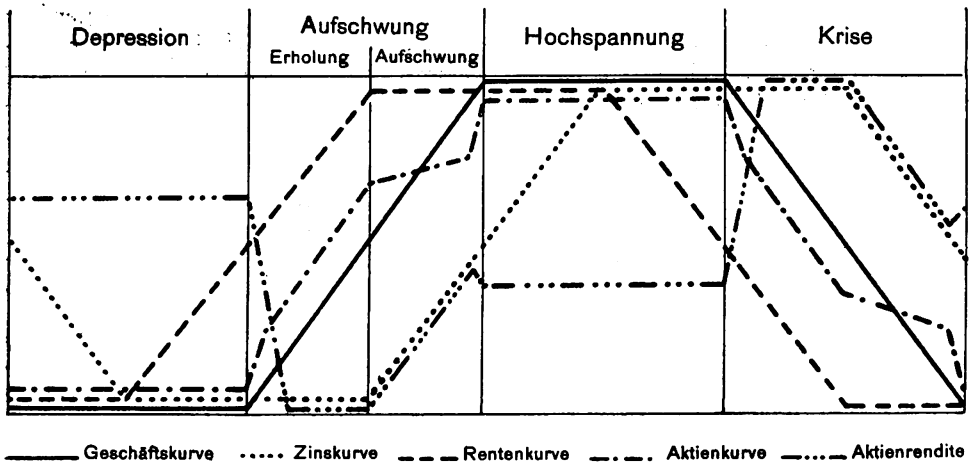 Depression
Aufschwung
Erholung
Aufschwung
Hochspannung
Krise
Geschäftskurve Zinskurve Rentenkurve Aktienkurve Aktienrendite